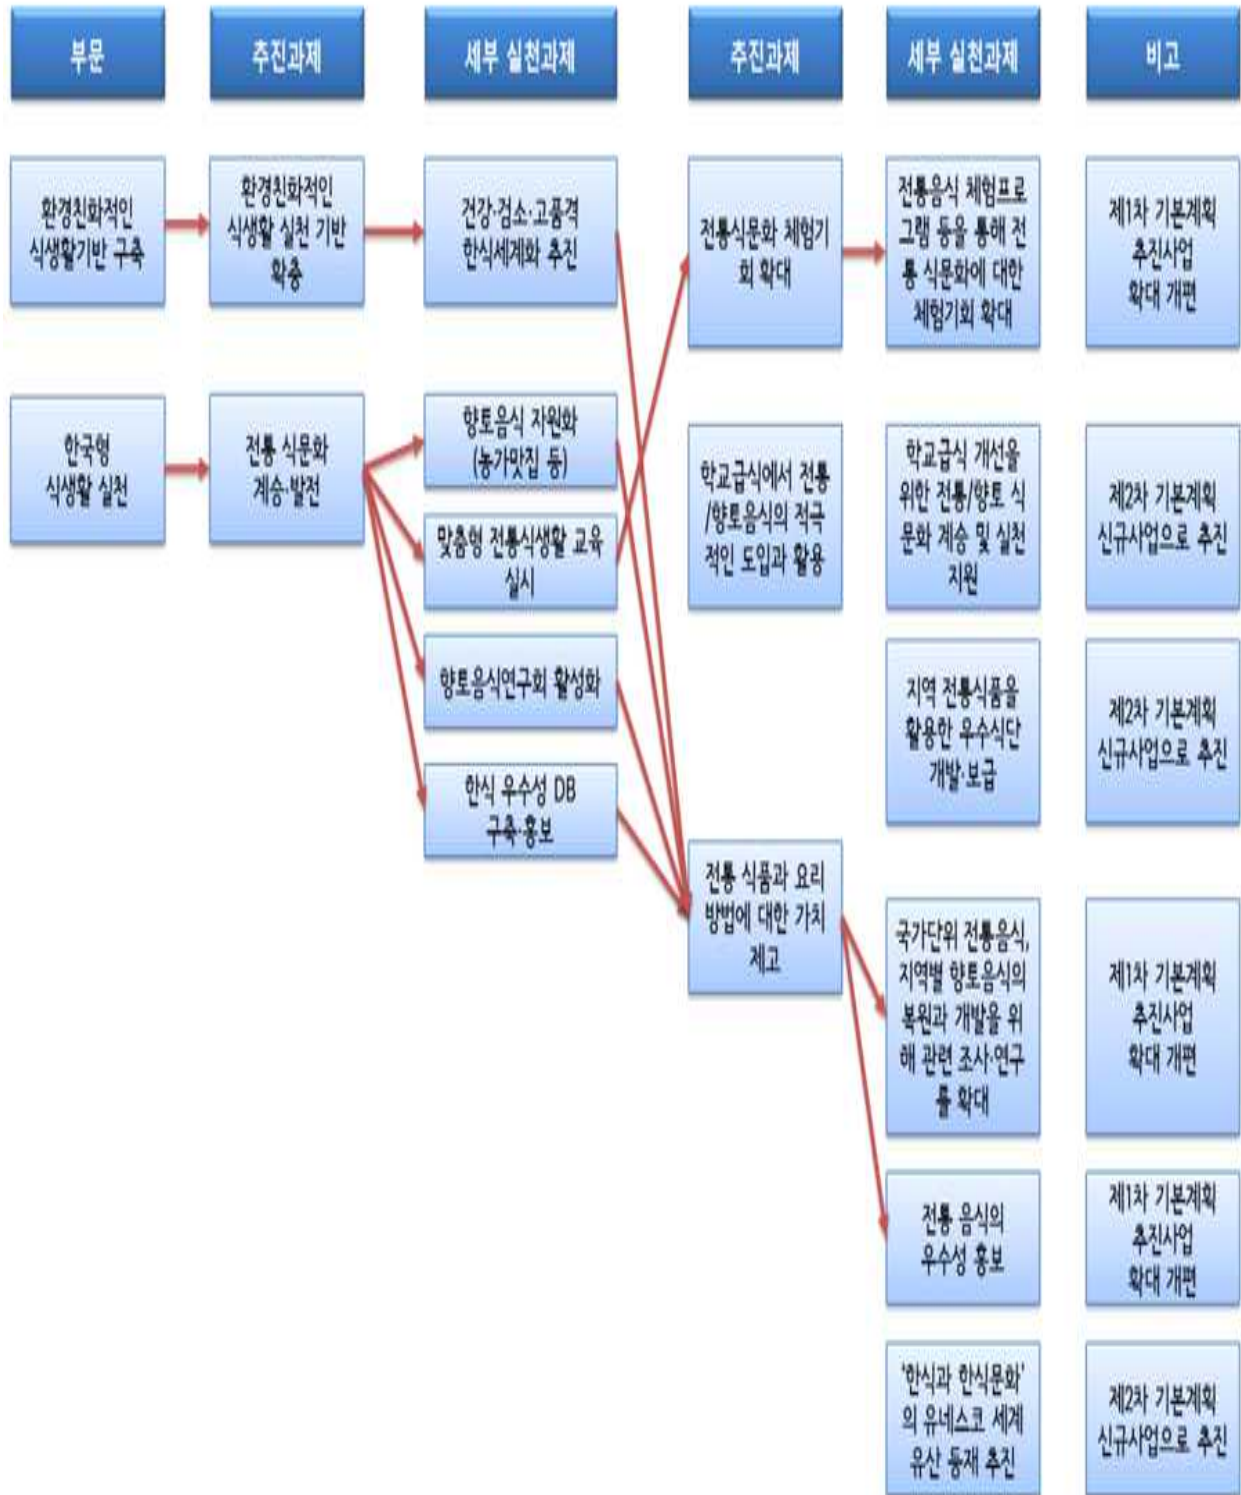 부문
추진과제
세부 실천과제
추진과제
세부 실천과제
비고
환경친화적인
식생활기반 구축
환경친화적인
식생활 실천 기반
확충
건강·검소·고품격
한식세계화 추진
전통식문화 체험기
회 확대
전통음식 체험프로
그램 등을 통해 전
통 식문화에 대한
체험기회 확대
제1차 기본계획
추진사업
확대 개편
한국형
식생활 실천
전통 식문화
계승·발전
향토음식 자원화
(농가맛집 등)
맞춤형 전통식생활 교육
실시
향토음식연구회 활성화
한식 우수성 DB
구축·홍보
학교급식에서 전통
/향토음식의 적극
적인 도입과 활용
학교급식 개선을
위한 전통/향토 식
문화 계승 및 실천
지원
제2차 기본계획
신규사업으로 추진
지역 전통식품을
활용한 우수식단
개발·보급
제2차 기본계획
신규사업으로 추진
전통 식품과 요리
방법에 대한 가치
제고
국가단위 전통음식,
지역별 향토음식의
복원과 개발을 위
해 관련 조사·연구
를 확대
제1차 기본계획
추진사업
확대 개편
전통 음식의
우수성 홍보
제1차 기본계획
추진사업
확대 개편
'한식과 한식문화'
의 유네스코 세계
유산 등재 추진
제2차 기본계획
신규사업으로 추진